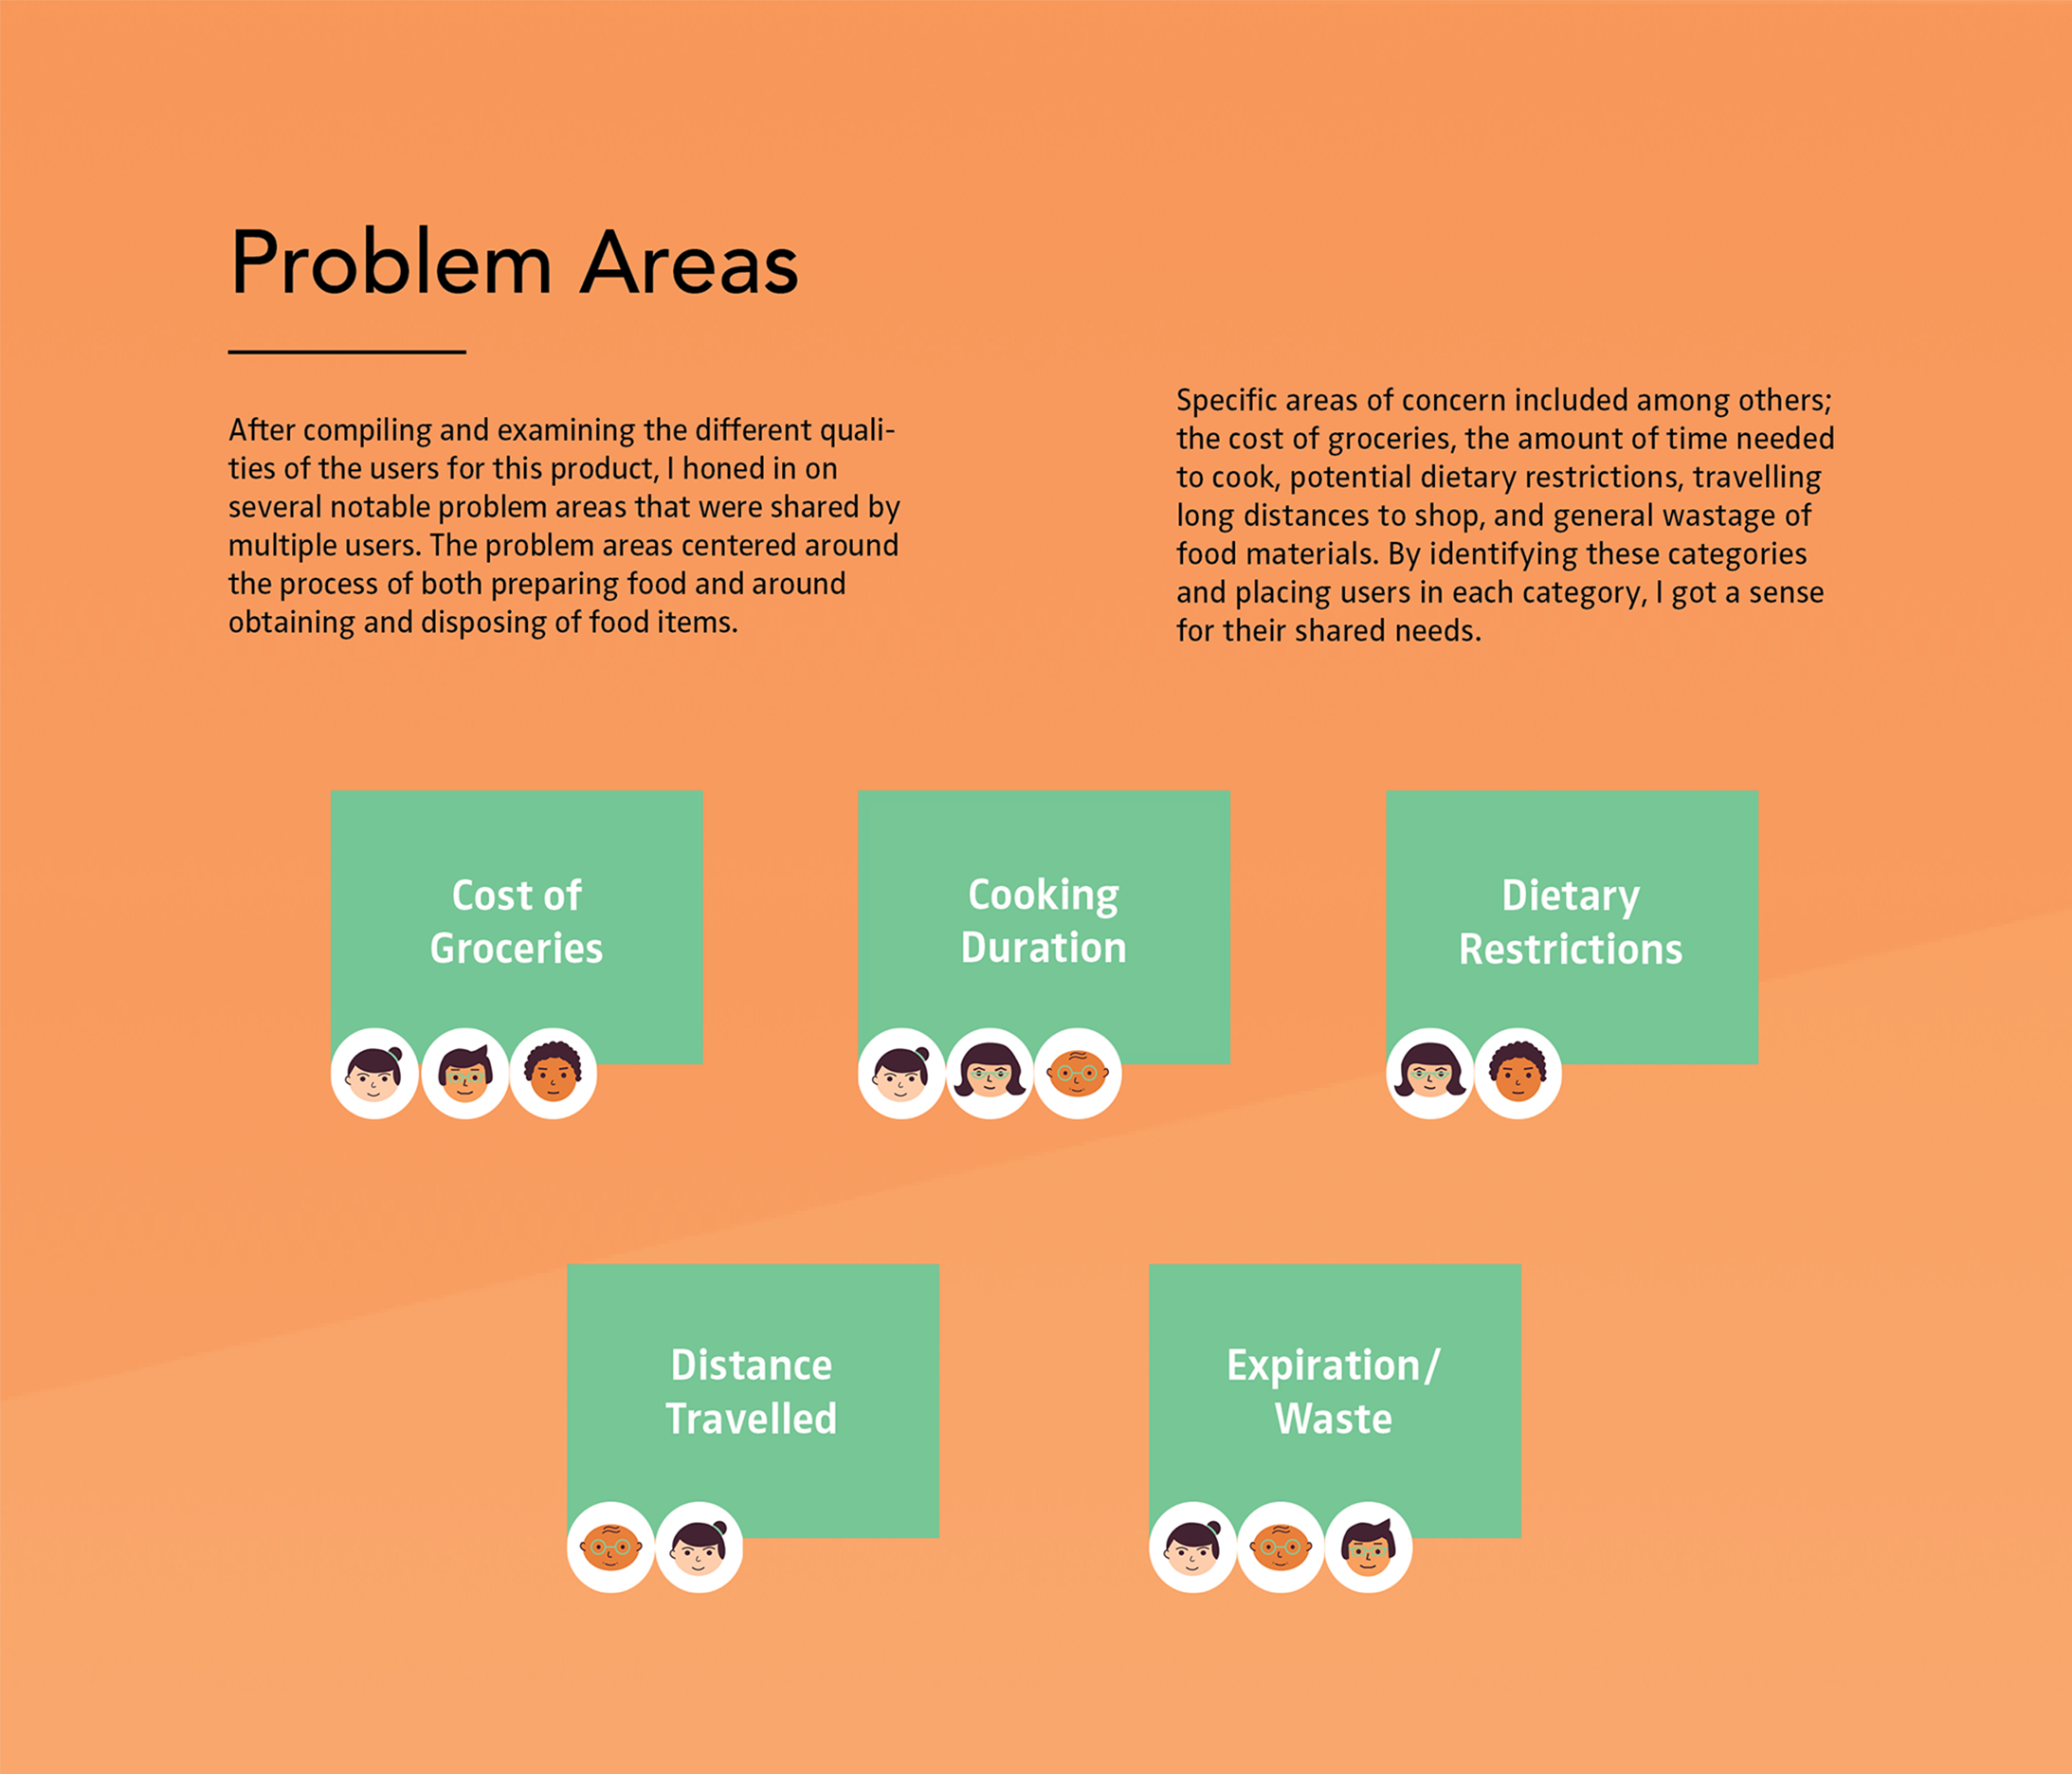 Problem Areas
After compiling and examining the different quali-
ties of the users for this product, I honed in on
several notable problem areas that were shared by
multiple users. The problem areas centered around
the process of both preparing food and around
obtaining and disposing of food items.
Specific areas of concern included among others;
the cost of groceries, the amount of time needed
to cook, potential dietary restrictions, travelling
long distances to shop, and general wastage of
food materials. By identifying these categories
and placing users in each category, I got a sense
for their shared needs.
Cost of
Groceries
Cooking
Duration
Dietary
Restrictions
Distance
Travelled
Expiration/
Waste